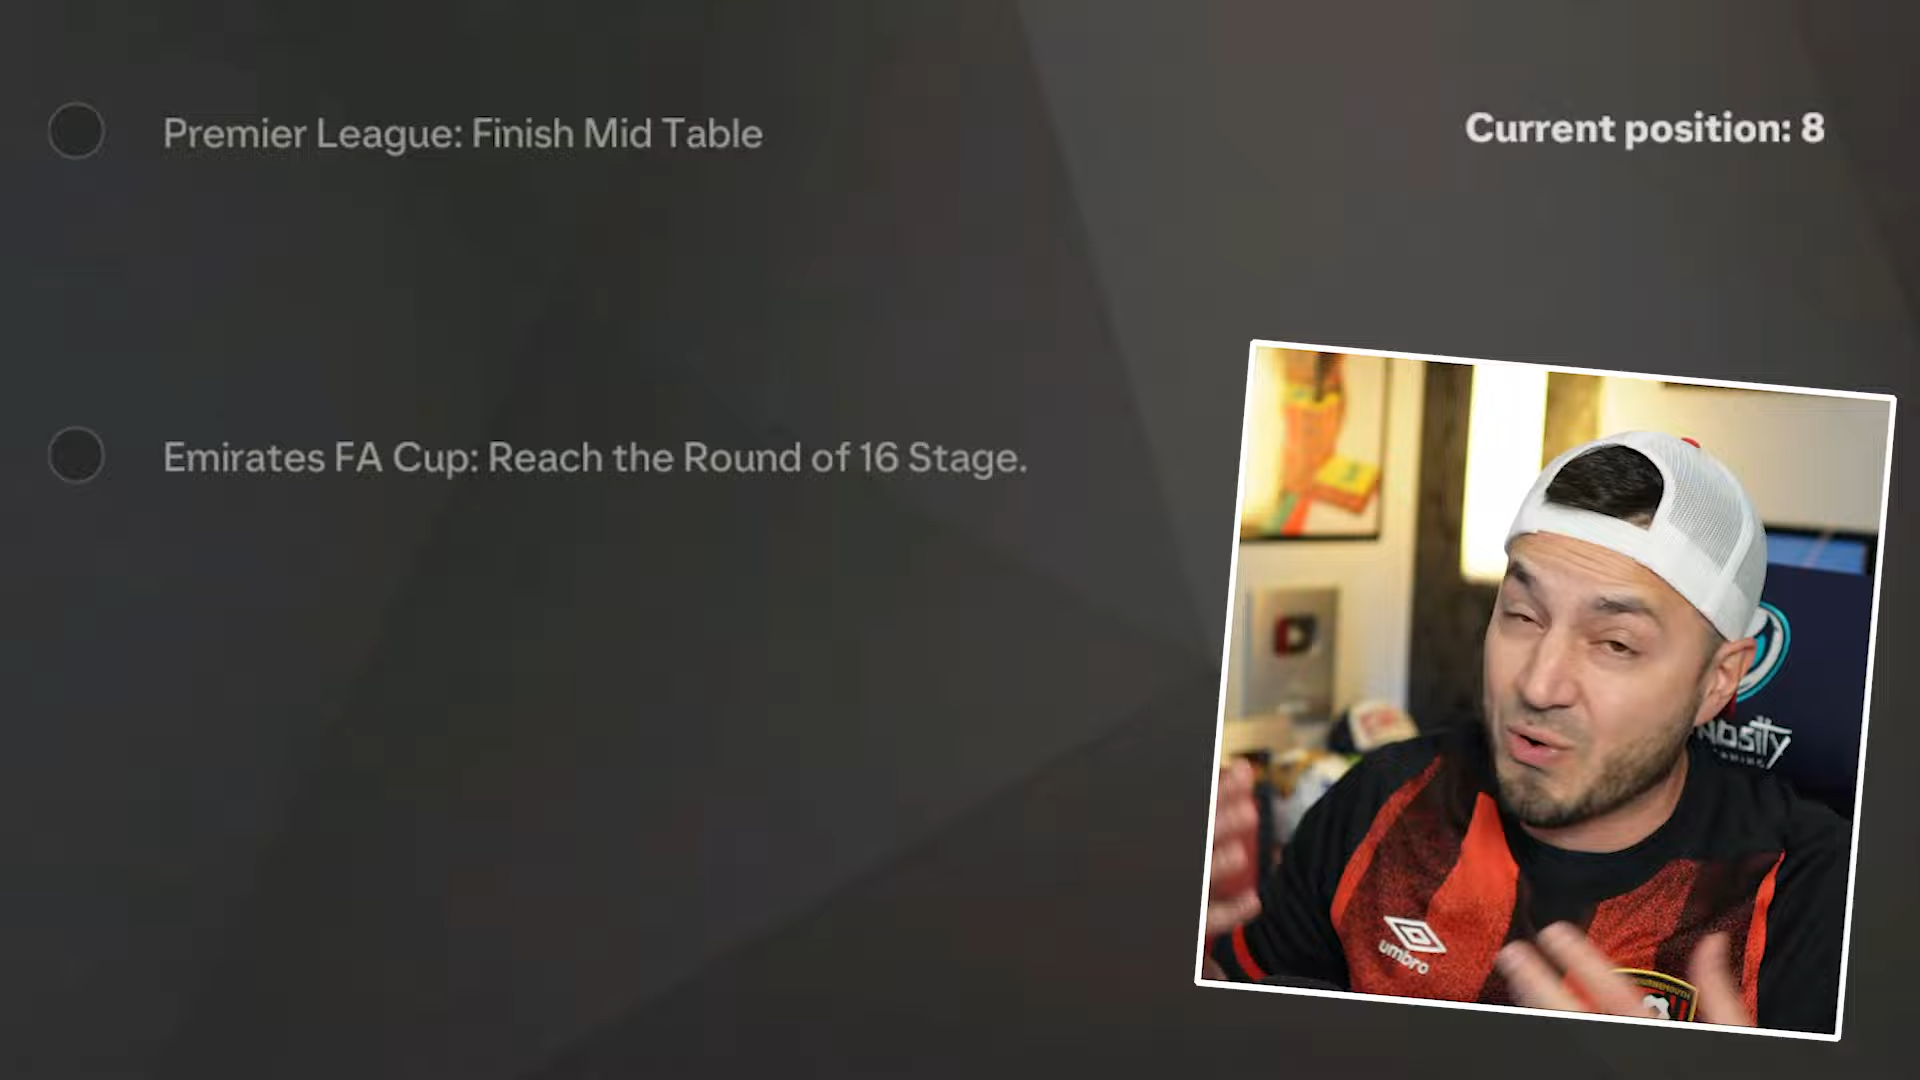 Premier League: Finish Mid Table
Current position: 8
Emirates FA Cup: Reach the Round of 16 Stage.
umbro